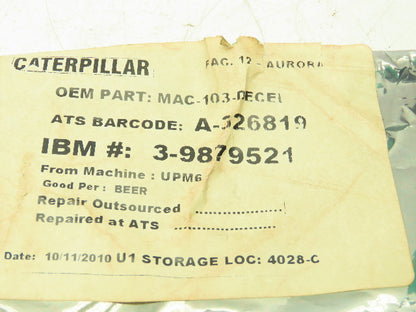 CATERPILLAR FAC. 12 - AURORA
OEM PART: MAC-103-DECEL
ATS BARCODE: A-326819
IBM #: 3-9879521
From Machine : UPM6
Good Per : BEER
Repair Outsourced ................
Repaired at ATS ................
Date: 10/11/2010 U1 STORAGE LOC: 4028-C